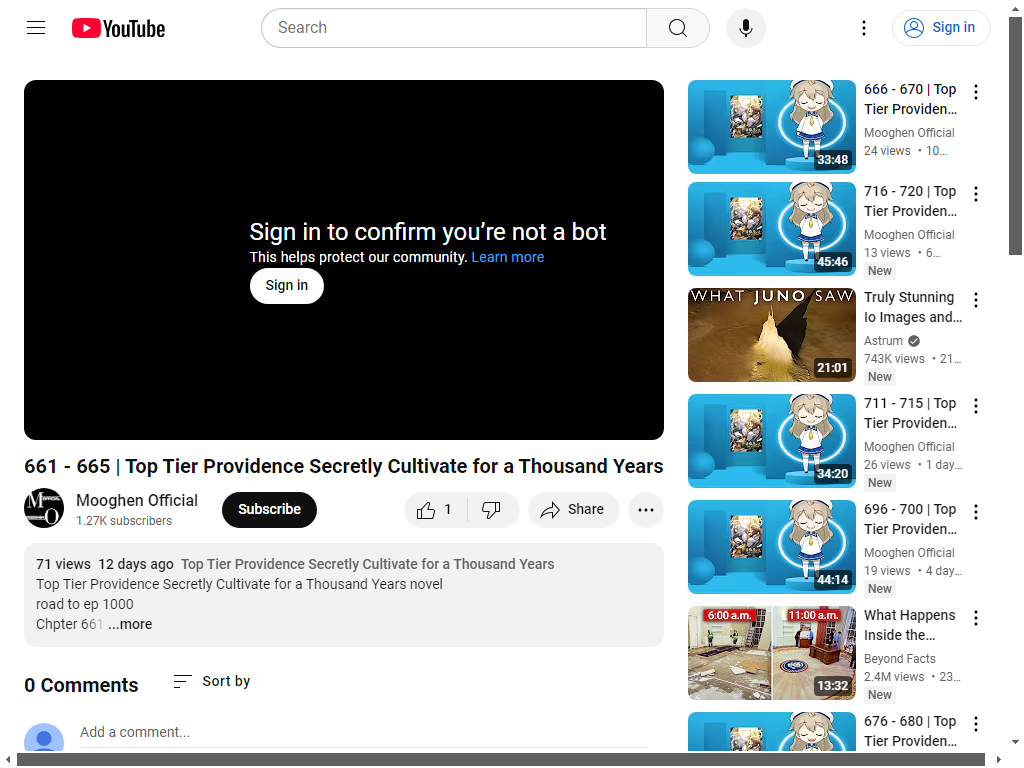 YouTube
Search
Sign in
Sign in to confirm you're not a bot
This helps protect our community. Learn more
Sign in
661 - 665 | Top Tier Providence Secretly Cultivate for a Thousand Years
Mooghen Official
1.27K subscribers
Subscribe
1
Share
71 views 12 days ago Top Tier Providence Secretly Cultivate for a Thousand Years
Top Tier Providence Secretly Cultivate for a Thousand Years novel
road to ep 1000
Chpter 661 ...more
0 Comments
Sort by
Add a comment...
33:48
666 - 670 | Top
Tier Providen...
Mooghen Official
24 views • 10...
45:46
716 - 720 | Top
Tier Providen...
Mooghen Official
13 views • 6...
New
WHAT JUNO SAW
21:01
Truly Stunning
Io Images and...
Astrum
743K views • 21...
New
34:20
711 - 715 | Top
Tier Providen...
Mooghen Official
26 views • 1 day...
New
44:14
696 - 700 | Top
Tier Providen...
Mooghen Official
19 views • 4 day...
New
6:00 a.m.
11:00 a.m.
13:32
What Happens
Inside the...
Beyond Facts
2.4M views • 23...
New
676 - 680 | Top
Tier Providen...